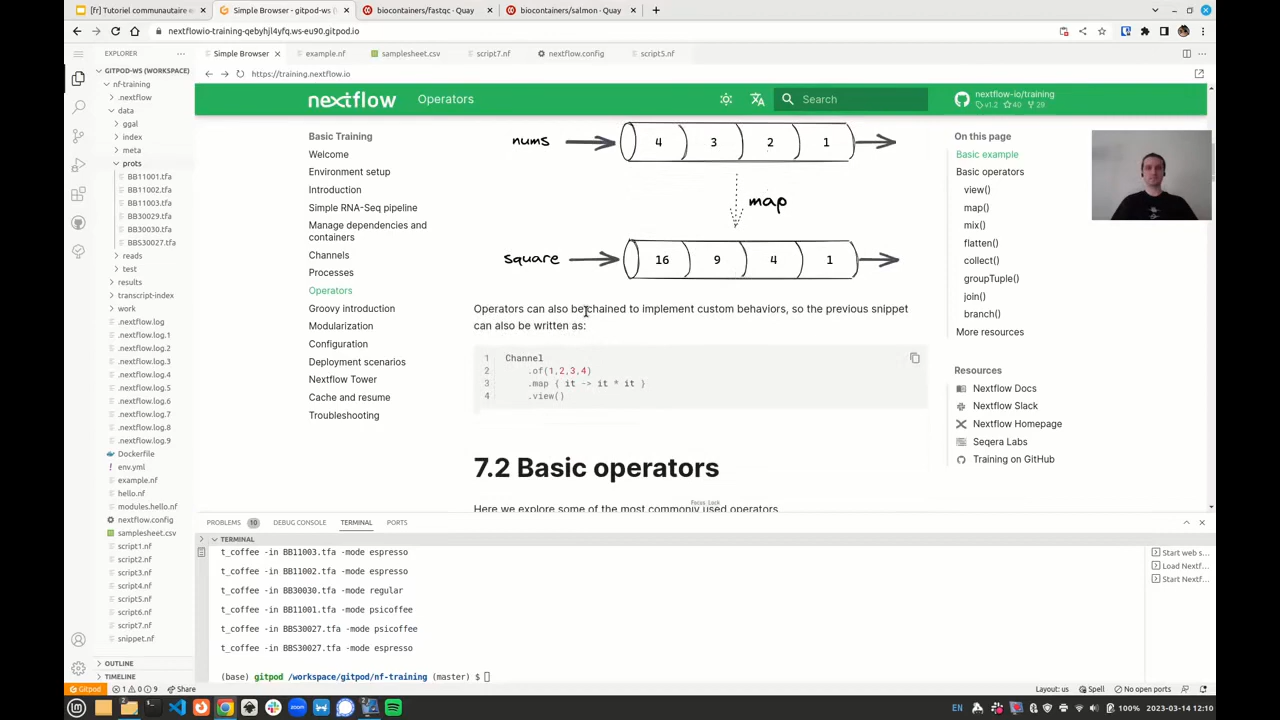 [fr] Tutoriel communautaire e
Simple Browser - gitpod-ws (
biocontainers/fastqc · Quay
biocontainers/salmon · Quay
nextflowio-training-qebyhjl4yfq.ws-eu90.gitpod.io
EXPLORER
Simple Browser
example.nf
samplesheet.csv
script7.nf
nextflow.config
script5.nf
GITPOD-WS (WORKSPACE)
https://training.nextflow.io
nf-training
.nextflow
data
ggal
index
meta
prots
BB11001.tfa
BB11002.tfa
BB11003.tfa
BB30029.tfa
BB30030.tfa
BBS30027.tfa
reads
test
results
transcript-index
work
.nextflow.log
.nextflow.log.1
.nextflow.log.2
.nextflow.log.3
.nextflow.log.4
.nextflow.log.5
.nextflow.log.6
.nextflow.log.7
.nextflow.log.8
.nextflow.log.9
Dockerfile
env.yml
example.nf
hello.nf
modules.hello.nf
nextflow.config
samplesheet.csv
script1.nf
script2.nf
script3.nf
script4.nf
script5.nf
script6.nf
script7.nf
snippet.nf
OUTLINE
TIMELINE
nextflow
Operators
Search
nextflow-io/training
v1.2 40 29
Basic Training
Welcome
Environment setup
Introduction
Simple RNA-Seq pipeline
Manage dependencies and
containers
Channels
Processes
Operators
Groovy introduction
Modularization
Configuration
Deployment scenarios
Nextflow Tower
Cache and resume
Troubleshooting
nums 4 3 2 1
map
square 16 9 4 1
Operators can also be chained to implement custom behaviors, so the previous snippet
can also be written as:
1 Channel
2 .of(1,2,3,4)
3 .map { it -> it * it }
4 .view()
7.2 Basic operators
Focus Lock
Here we explore some of the most commonly used operators
On this page
Basic example
Basic operators
view()
map()
mix()
flatten()
collect()
groupTuple()
join()
branch()
More resources
Resources
Nextflow Docs
Nextflow Slack
Nextflow Homepage
Seqera Labs
Training on GitHub
PROBLEMS 10 DEBUG CONSOLE TERMINAL PORTS
TERMINAL
t_coffee -in BB11003.tfa -mode espresso
t_coffee -in BB11002.tfa -mode espresso
t_coffee -in BB30030.tfa -mode regular
t_coffee -in BB11001.tfa -mode psicoffee
t_coffee -in BBS30027.tfa -mode psicoffee
t_coffee -in BBS30027.tfa -mode espresso
(base) gitpod /workspace/gitpod/nf-training (master) $
Start web s...
Load Nextf...
Start Nextf...
Gitpod 1 0 9 Share
Layout: us Spell No open ports
EN 100% 2023-03-14 12:10